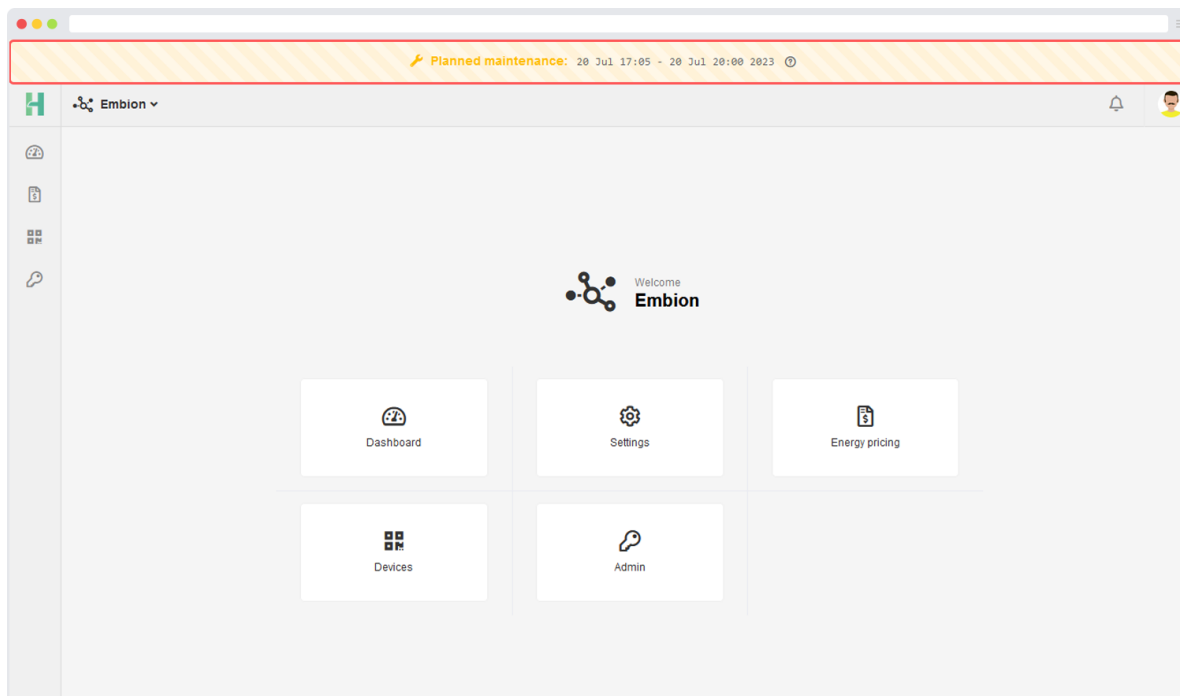 Planned maintenance: 20 Jul 17:05 - 20 Jul 20:00 2023
Embion
Welcome
Embion
Dashboard
Settings
Energy pricing
Devices
Admin